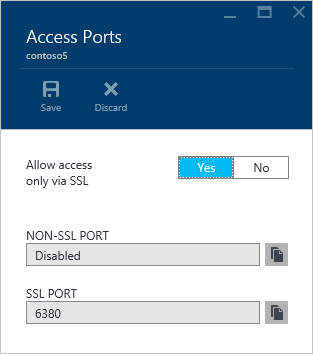 Access Ports
contoso5
Save Discard
Allow access
only via SSL
Yes No
NON-SSL PORT
Disabled
SSL PORT
6380